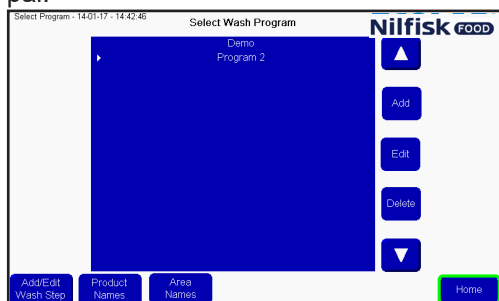 Select Program - 14-01-17 - 14:42:46
Select Wash Program
Nilfisk FOOD
Demo
Program 2
Add
Edit
Delete
Add/Edit
Wash Step
Product
Names
Area
Names
Home